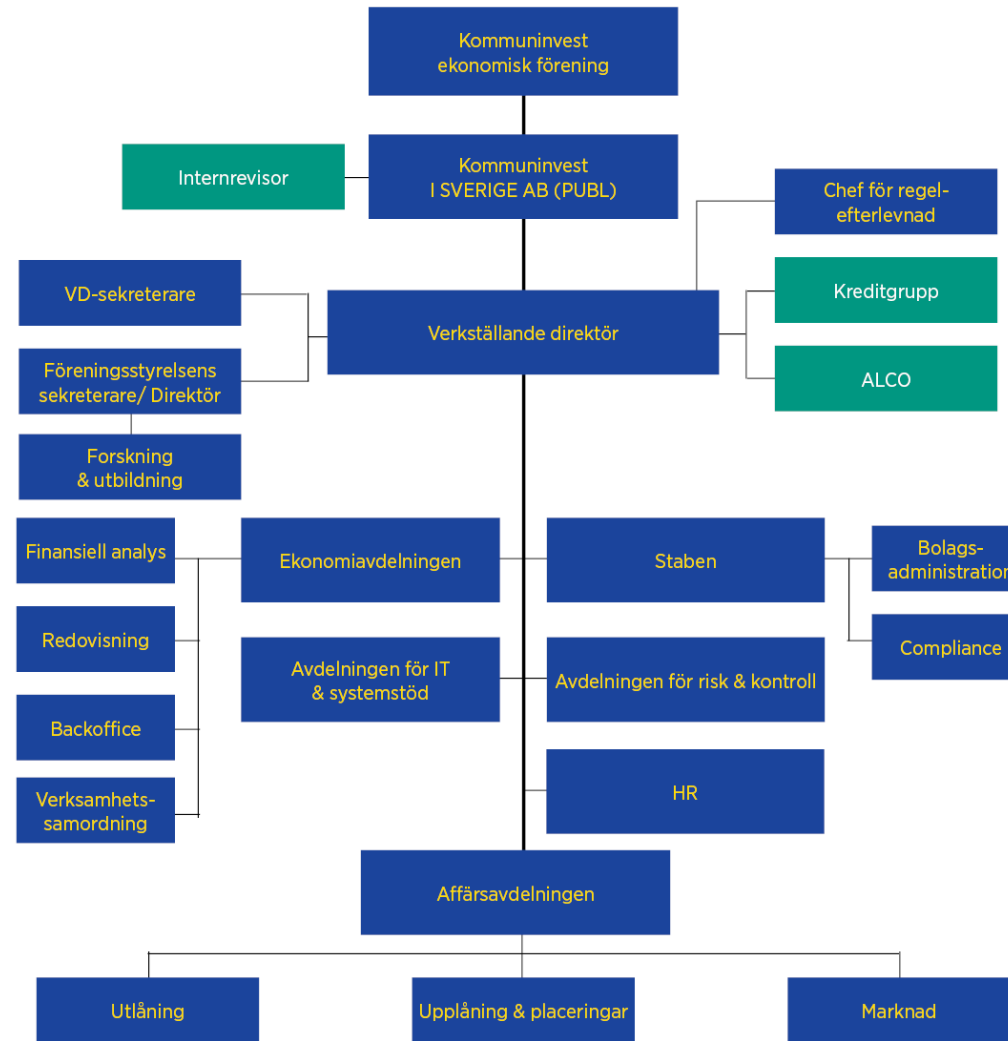 Kommuninvest
ekonomisk förening
Internrevisor
Kommuninvest
I SVERIGE AB (PUBL)
Chef för regel-
efterlevnad
VD-sekreterare
Kreditgrupp
Verkställande direktör
Föreningsstyrelsens
sekreterare/ Direktör
ALCO
Forskning
& utbildning
Finansiell analys
Ekonomiavdelningen
Staben
Bolags-
administration
Redovisning
Compliance
Avdelningen för IT
& systemstöd
Avdelningen för risk & kontroll
Backoffice
Verksamhets-
samordning
HR
Affärsavdelningen
Utlåning
Upplåning & placeringar
Marknad